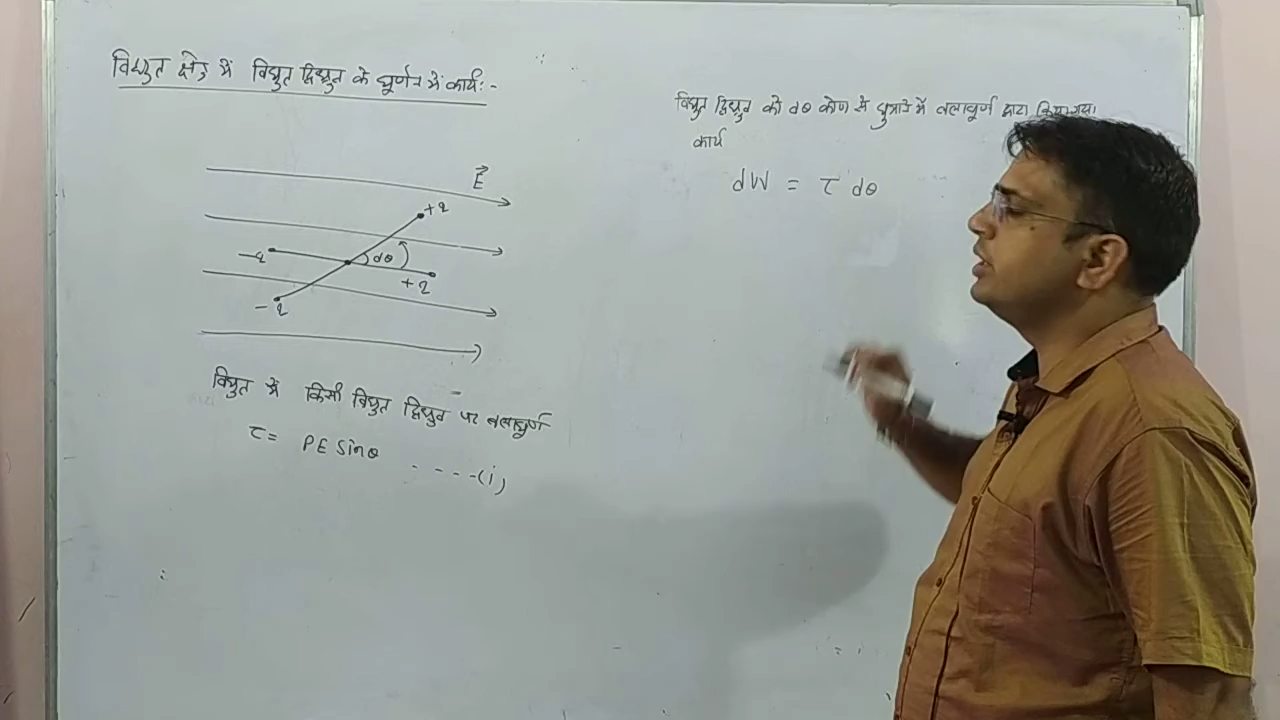 विद्युत क्षेत्र में विद्युत द्विध्रुव के घूर्णन में कार्य :-
E
+q
-q
dθ
+q
-q
विद्युत में किसी विद्युत द्विध्रुव पर बलाघूर्ण
τ = PE Sinθ ----(i)
विद्युत द्विध्रुव को dθ कोण से घुमाने में बलाघूर्ण द्वारा किया गया
कार्य
dW = τ dθ